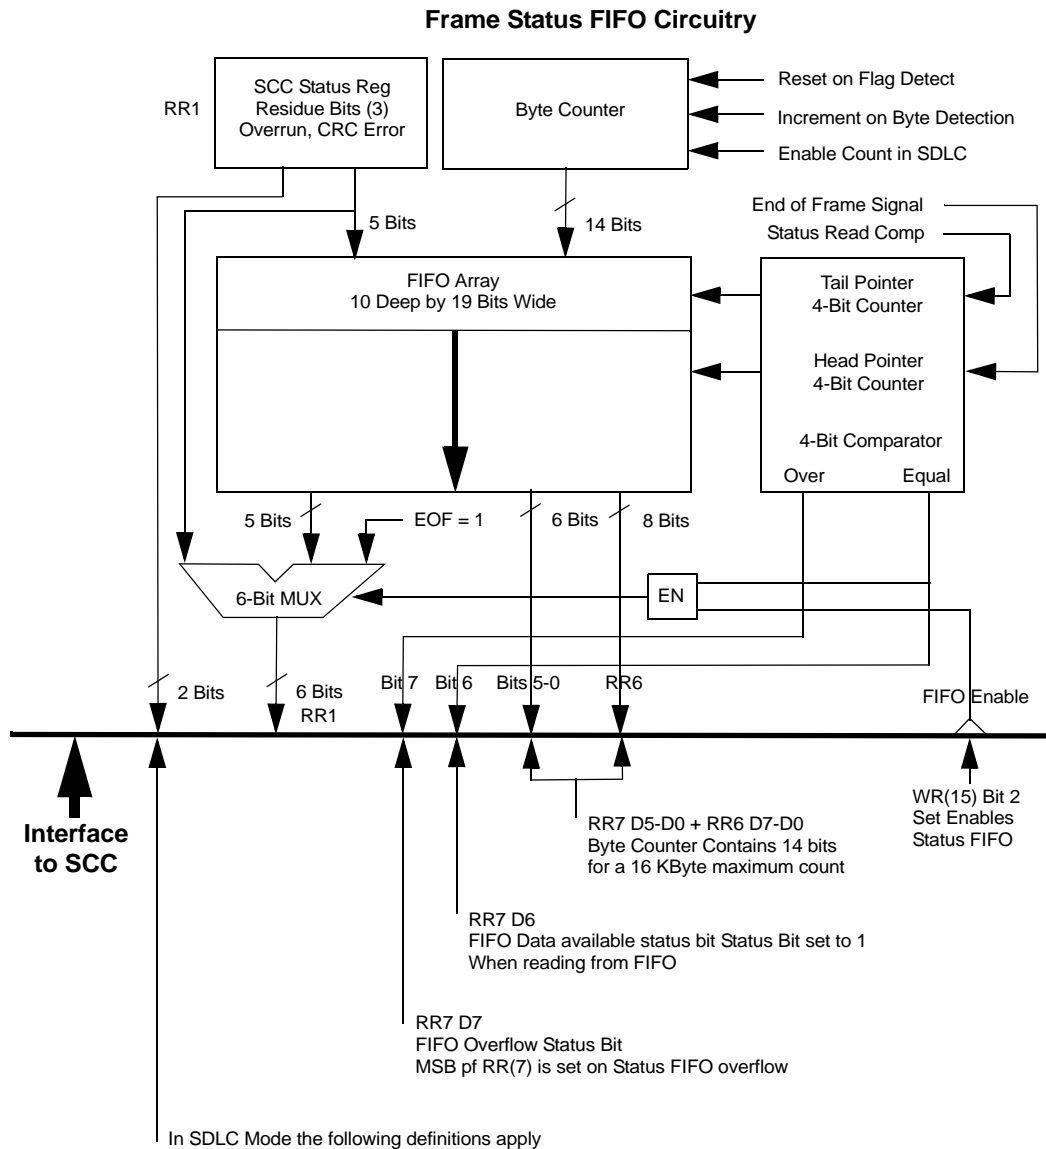 Frame Status FIFO Circuitry
RR1
SCC Status Reg
Residue Bits (3)
Overrun, CRC Error
Byte Counter
Reset on Flag Detect
Increment on Byte Detection
Enable Count in SDLC
End of Frame Signal
Status Read Comp
5 Bits
14 Bits
FIFO Array
10 Deep by 19 Bits Wide
Tail Pointer
4-Bit Counter
Head Pointer
4-Bit Counter
4-Bit Comparator
Over
Equal
5 Bits
EOF = 1
6 Bits
8 Bits
6-Bit MUX
EN
2 Bits
6 Bits
RR1
Bit 7
Bit 6
Bits 5-0
RR6
FIFO Enable
Interface
to SCC
WR(15) Bit 2
Set Enables
Status FIFO
RR7 D5-D0 + RR6 D7-D0
Byte Counter Contains 14 bits
for a 16 KByte maximum count
RR7 D6
FIFO Data available status bit Status Bit set to 1
When reading from FIFO
RR7 D7
FIFO Overflow Status Bit
MSB pf RR(7) is set on Status FIFO overflow
In SDLC Mode the following definitions apply